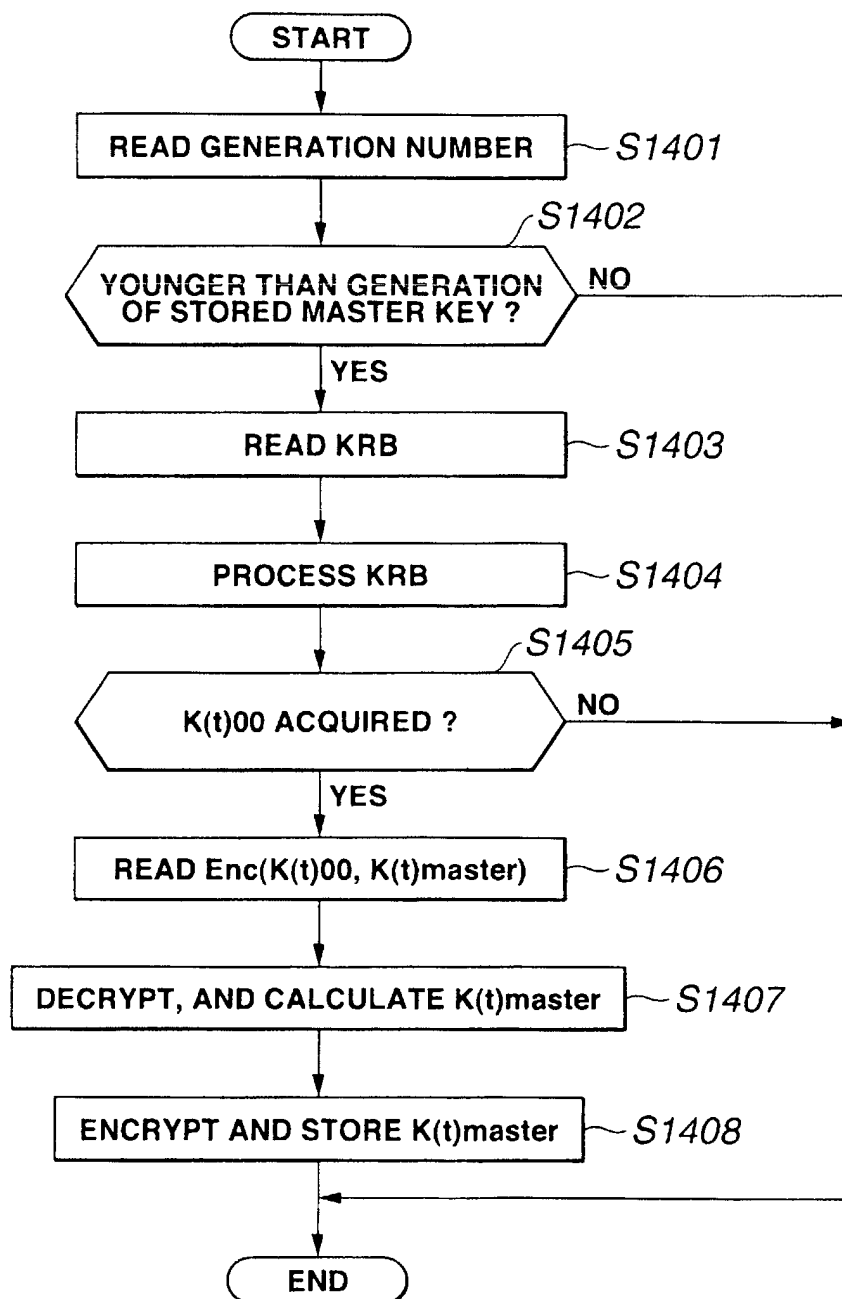 START
READ GENERATION NUMBER
S1401
S1402
YOUNGER THAN GENERATION
OF STORED MASTER KEY ?
NO
YES
READ KRB
S1403
PROCESS KRB
S1404
S1405
K(t)00 ACQUIRED ?
NO
YES
READ Enc(K(t)00, K(t)master)
S1406
DECRYPT, AND CALCULATE K(t)master
S1407
ENCRYPT AND STORE K(t)master
S1408
END